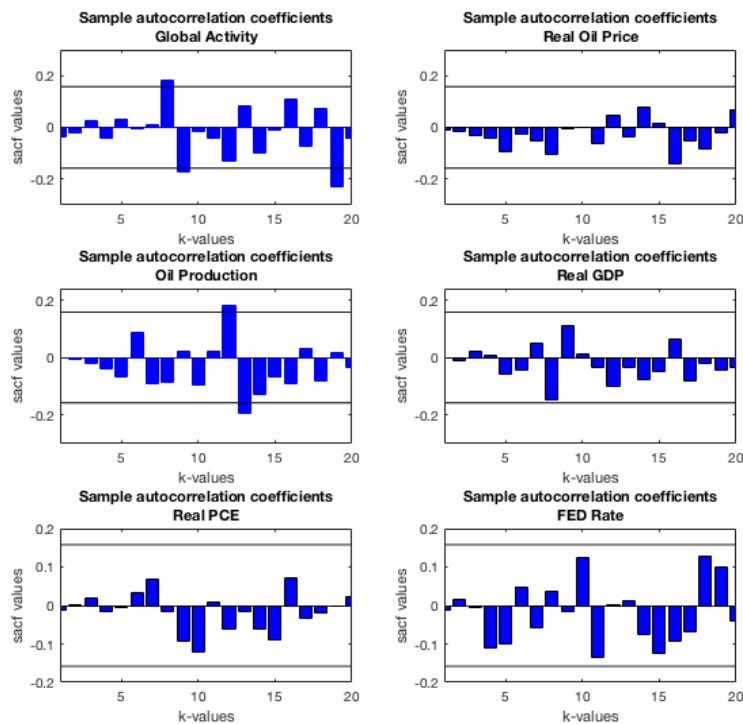 Sample autocorrelation coefficients
Global Activity
0.2
0
-0.2
sacf values
5
10
15
20
k-values
Sample autocorrelation coefficients
Real Oil Price
0.2
0
-0.2
sacf values
5
10
15
20
k-values
Sample autocorrelation coefficients
Oil Production
0.2
0
-0.2
sacf values
5
10
15
20
k-values
Sample autocorrelation coefficients
Real GDP
0.2
0
-0.2
sacf values
5
10
15
20
k-values
Sample autocorrelation coefficients
Real PCE
0.2
0.1
0
-0.1
-0.2
sacf values
5
10
15
20
k-values
Sample autocorrelation coefficients
FED Rate
0.2
0.1
0
-0.1
-0.2
sacf values
5
10
15
20
k-values